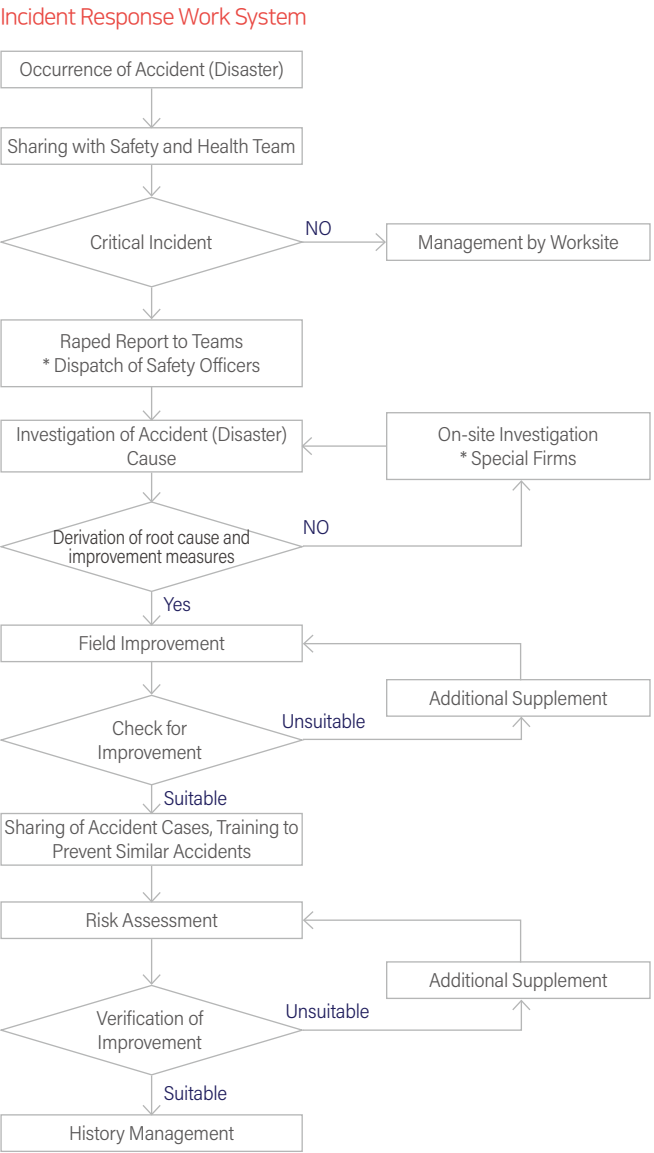 Incident Response Work System
Occurrence of Accident (Disaster)
Sharing with Safety and Health Team
Critical Incident
NO
Management by Worksite
Raped Report to Teams
* Dispatch of Safety Officers
Investigation of Accident (Disaster)
Cause
On-site Investigation
* Special Firms
Derivation of root cause and
improvement measures
NO
Yes
Field Improvement
Additional Supplement
Check for
Improvement
Unsuitable
Suitable
Sharing of Accident Cases, Training to
Prevent Similar Accidents
Risk Assessment
Additional Supplement
Verification of
Improvement
Unsuitable
Suitable
History Management